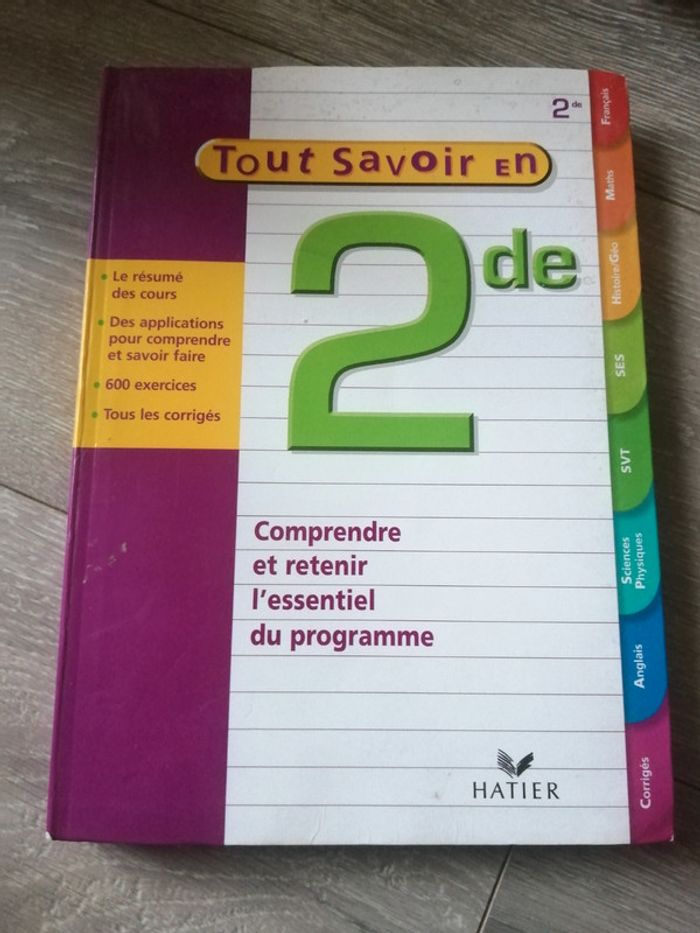 2de
Tout Savoir En
2de
• Le résumé
des cours
• Des applications
pour comprendre
et savoir faire
• 600 exercices
• Tous les corrigés
Comprendre
et retenir
l'essentiel
du programme
HATIER
Français
Maths
Histoire/Géo
SES
SVT
Sciences
Physiques
Anglais
Corrigés